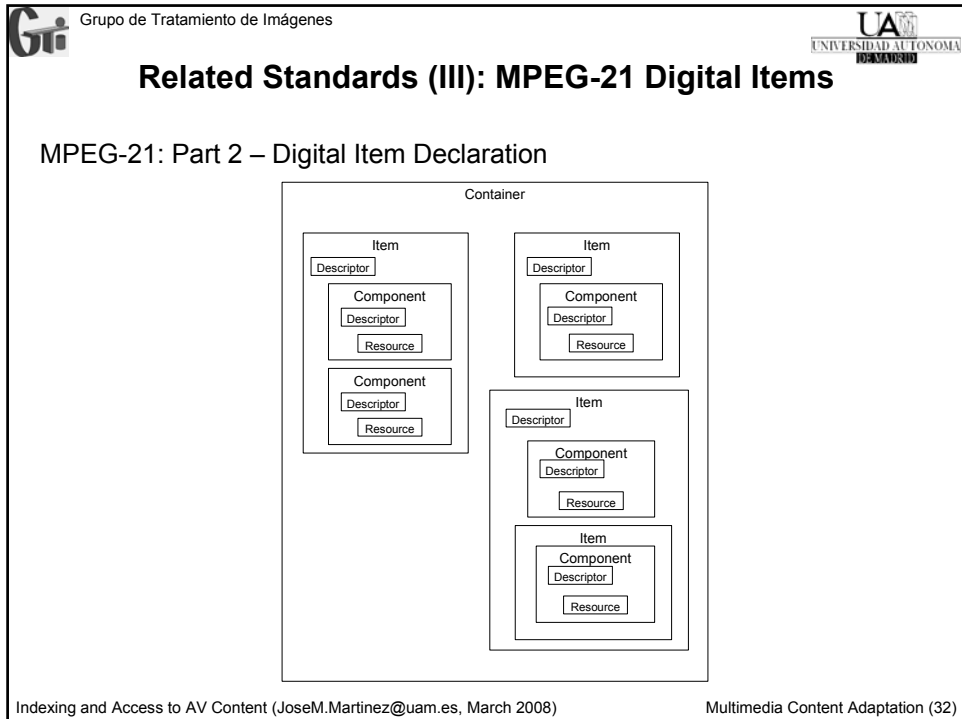 Gti
Grupo de Tratamiento de Imágenes
UAM
UNIVERSIDAD AUTONOMA
DE MADRID
Related Standards (III): MPEG-21 Digital Items
MPEG-21: Part 2 – Digital Item Declaration
Container
Item
Descriptor
Component
Descriptor
Resource
Component
Descriptor
Resource
Item
Descriptor
Component
Descriptor
Resource
Item
Descriptor
Component
Descriptor
Resource
Item
Component
Descriptor
Resource
Indexing and Access to AV Content (JoseM.Martinez@uam.es, March 2008)
Multimedia Content Adaptation (32)